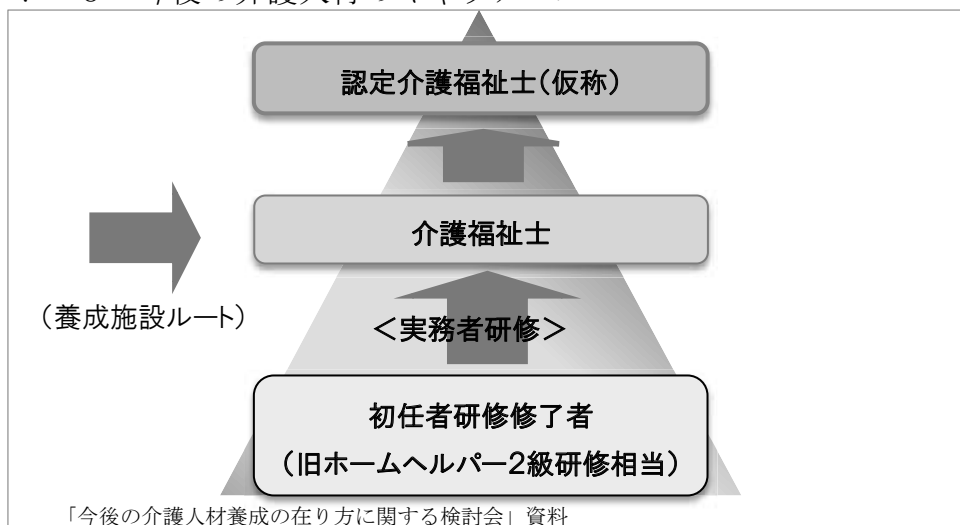 認定介護福祉士（仮称）
介護福祉士
（養成施設ルート）
＜実務者研修＞
初任者研修修了者
（旧ホームヘルパー２級研修相当）
「今後の介護人材養成の在り方に関する検討会」資料